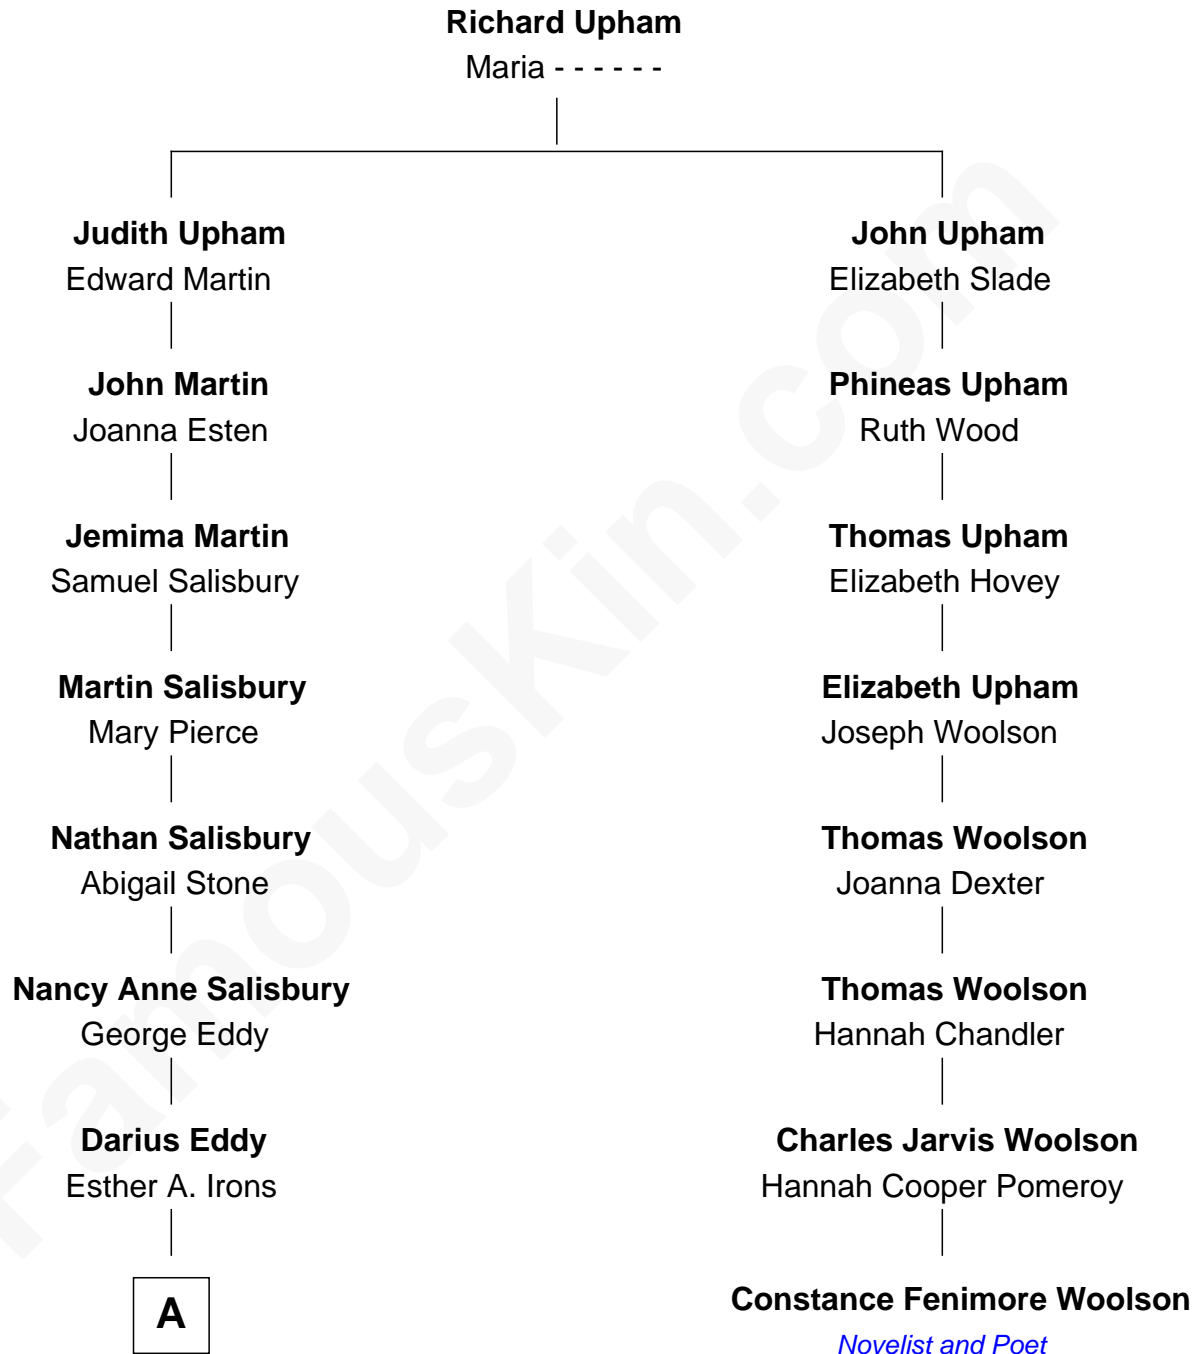 Richard Upham
Maria - - - - - -
Judith Upham
Edward Martin
John Martin
Joanna Esten
Jemima Martin
Samuel Salisbury
Martin Salisbury
Mary Pierce
Nathan Salisbury
Abigail Stone
Nancy Anne Salisbury
George Eddy
Darius Eddy
Esther A. Irons
A
John Upham
Elizabeth Slade
Phineas Upham
Ruth Wood
Thomas Upham
Elizabeth Hovey
Elizabeth Upham
Joseph Woolson
Thomas Woolson
Joanna Dexter
Thomas Woolson
Hannah Chandler
Charles Jarvis Woolson
Hannah Cooper Pomeroy
Constance Fenimore Woolson
Novelist and Poet
FamousKin.com